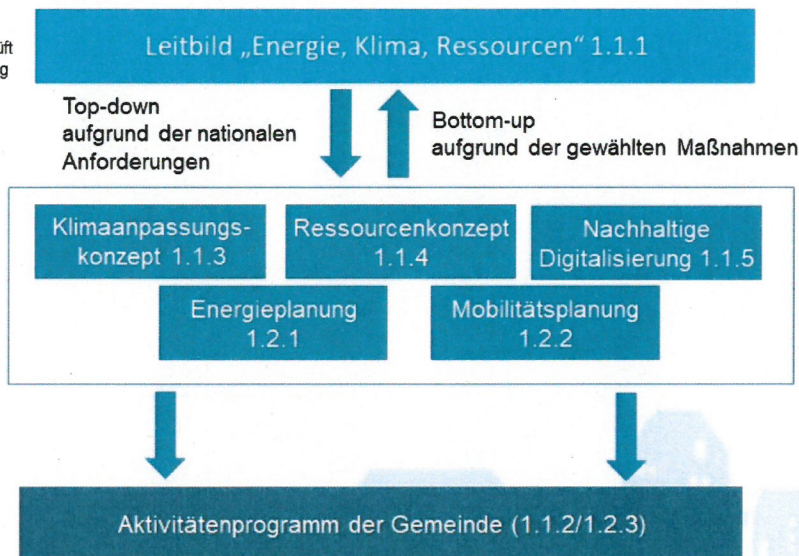 Leitbild „Energie, Klima, Ressourcen“ 1.1.1
Top-down
aufgrund der nationalen
Anforderungen
Bottom-up
aufgrund der gewählten Maßnahmen
Klimaanpassungs-
konzept 1.1.3
Ressourcenkonzept
1.1.4
Nachhaltige
Digitalisierung 1.1.5
Energieplanung
1.2.1
Mobilitätsplanung
1.2.2
Aktivitätenprogramm der Gemeinde (1.1.2/1.2.3)